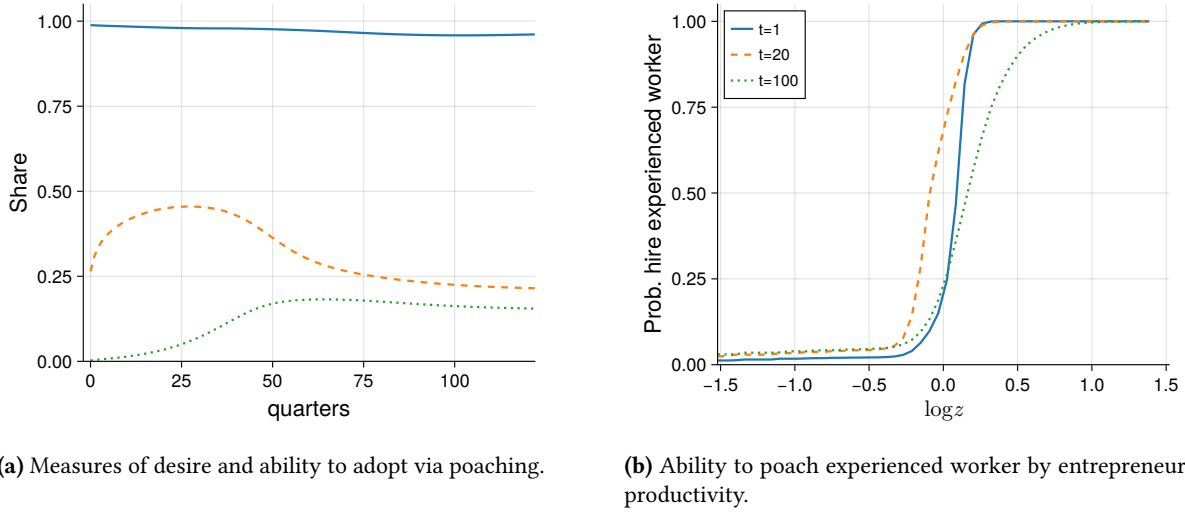 1.00
0.75
0.50
0.25
0.00
Share
0 25 50 75 100
quarters
(a) Measures of desire and ability to adopt via poaching.
1.00
0.75
0.50
0.25
0.00
Prob. hire experienced worker
t=1
t=20
t=100
−1.5 −1.0 −0.5 0.0 0.5 1.0 1.5
logz
(b) Ability to poach experienced worker by entrepreneur
productivity.